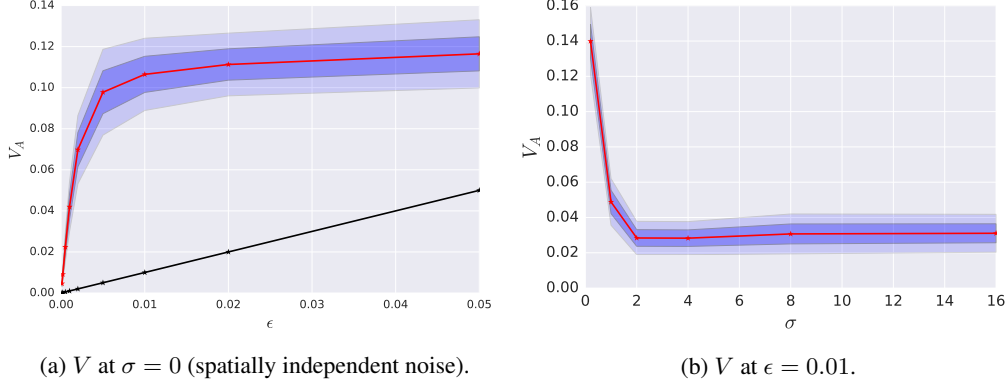 0.14
0.12
0.10
0.08
0.06
0.04
0.02
0.00
V_A
0.00 0.01 0.02 0.03 0.04 0.05
ϵ
(a) V at σ = 0 (spatially independent noise).
0.16
0.14
0.12
0.10
0.08
0.06
0.04
0.02
0.00
V_A
0 2 4 6 8 10 12 14 16
σ
(b) V at ϵ = 0.01.